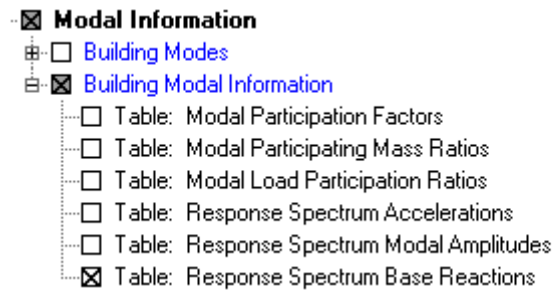 Modal Information
Building Modes
Building Modal Information
Table: Modal Participation Factors
Table: Modal Participating Mass Ratios
Table: Modal Load Participation Ratios
Table: Response Spectrum Accelerations
Table: Response Spectrum Modal Amplitudes
Table: Response Spectrum Base Reactions